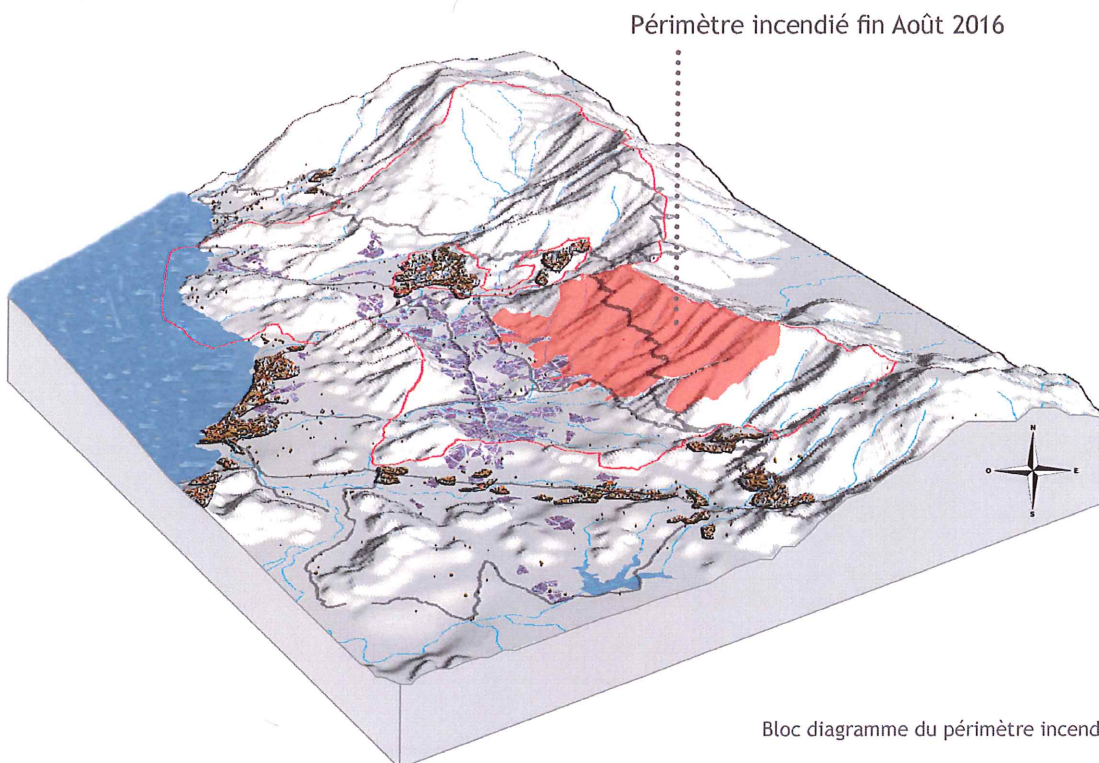 Périmètre incendié fin Août 2016
N
O E
S
Bloc diagramme du périmètre incend